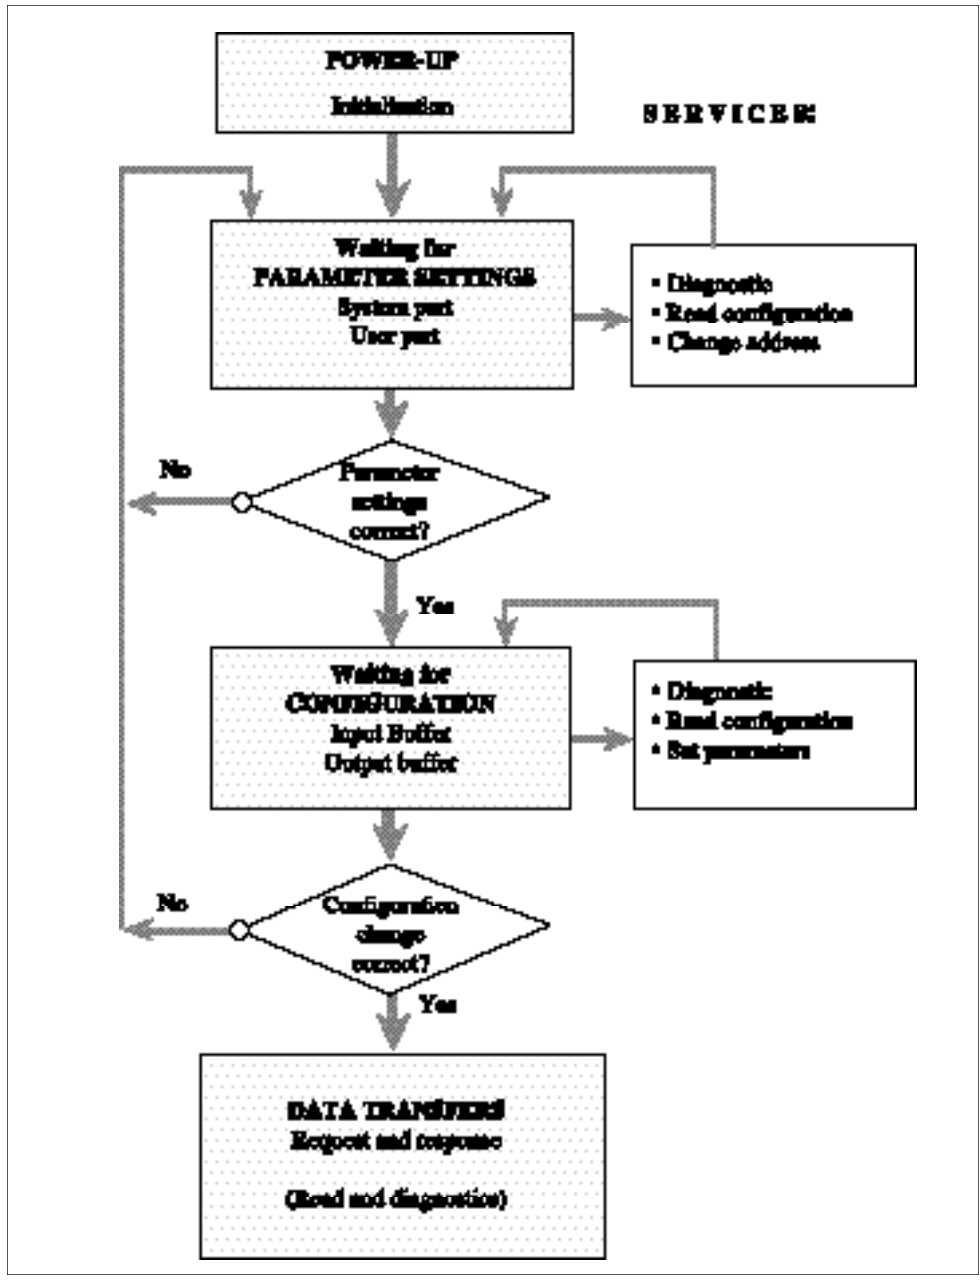 POWER-UP
Initialisation
SERVICES:
Waiting for
PARAMETER SETTINGS
System part
User part
• Diagnostic
• Read configuration
• Change address
No
Parameter
settings
correct?
Yes
Waiting for
CONFIGURATION
Input Buffer
Output buffer
• Diagnostic
• Read configuration
• Set parameters
No
Configuration
change
correct?
Yes
DATA TRANSFERS
Request and response
(Read and diagnostics)